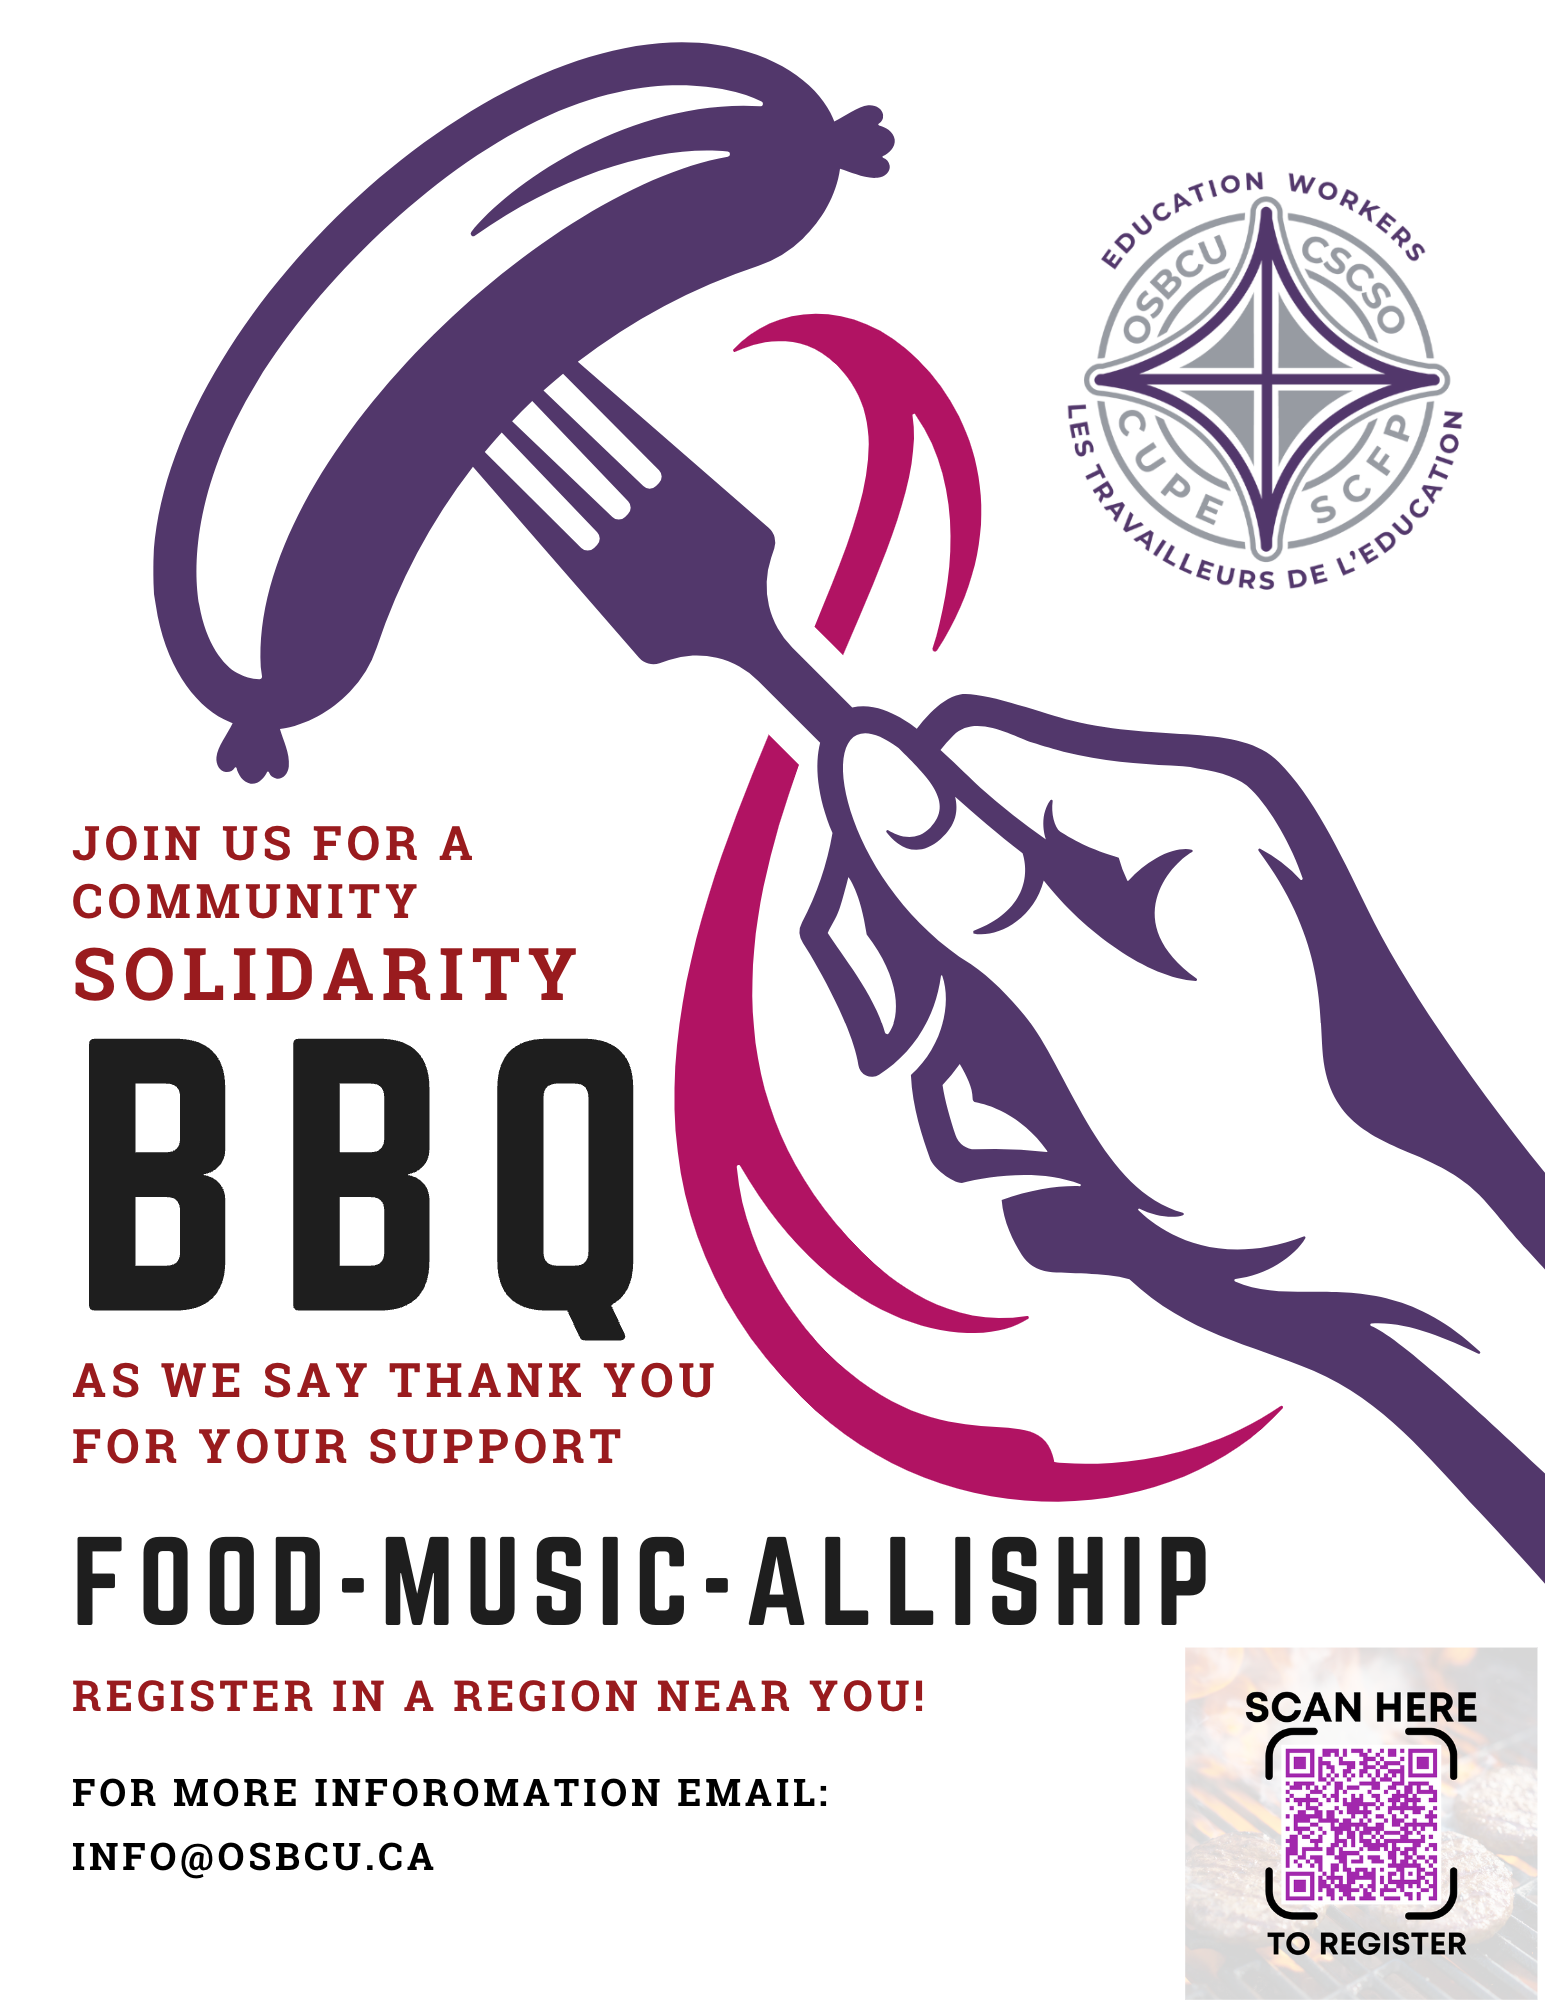 EDUCATION WORKERS
OSBCU CSCSO
CUPE SCFP
LES TRAVAILLEURS DE L'EDUCATION
JOIN US FOR A
COMMUNITY
SOLIDARITY
BBQ
AS WE SAY THANK YOU
FOR YOUR SUPPORT
FOOD-MUSIC-ALLISHIP
REGISTER IN A REGION NEAR YOU!
FOR MORE INFOROMATION EMAIL:
INFO@OSBCU.CA
SCAN HERE
TO REGISTER